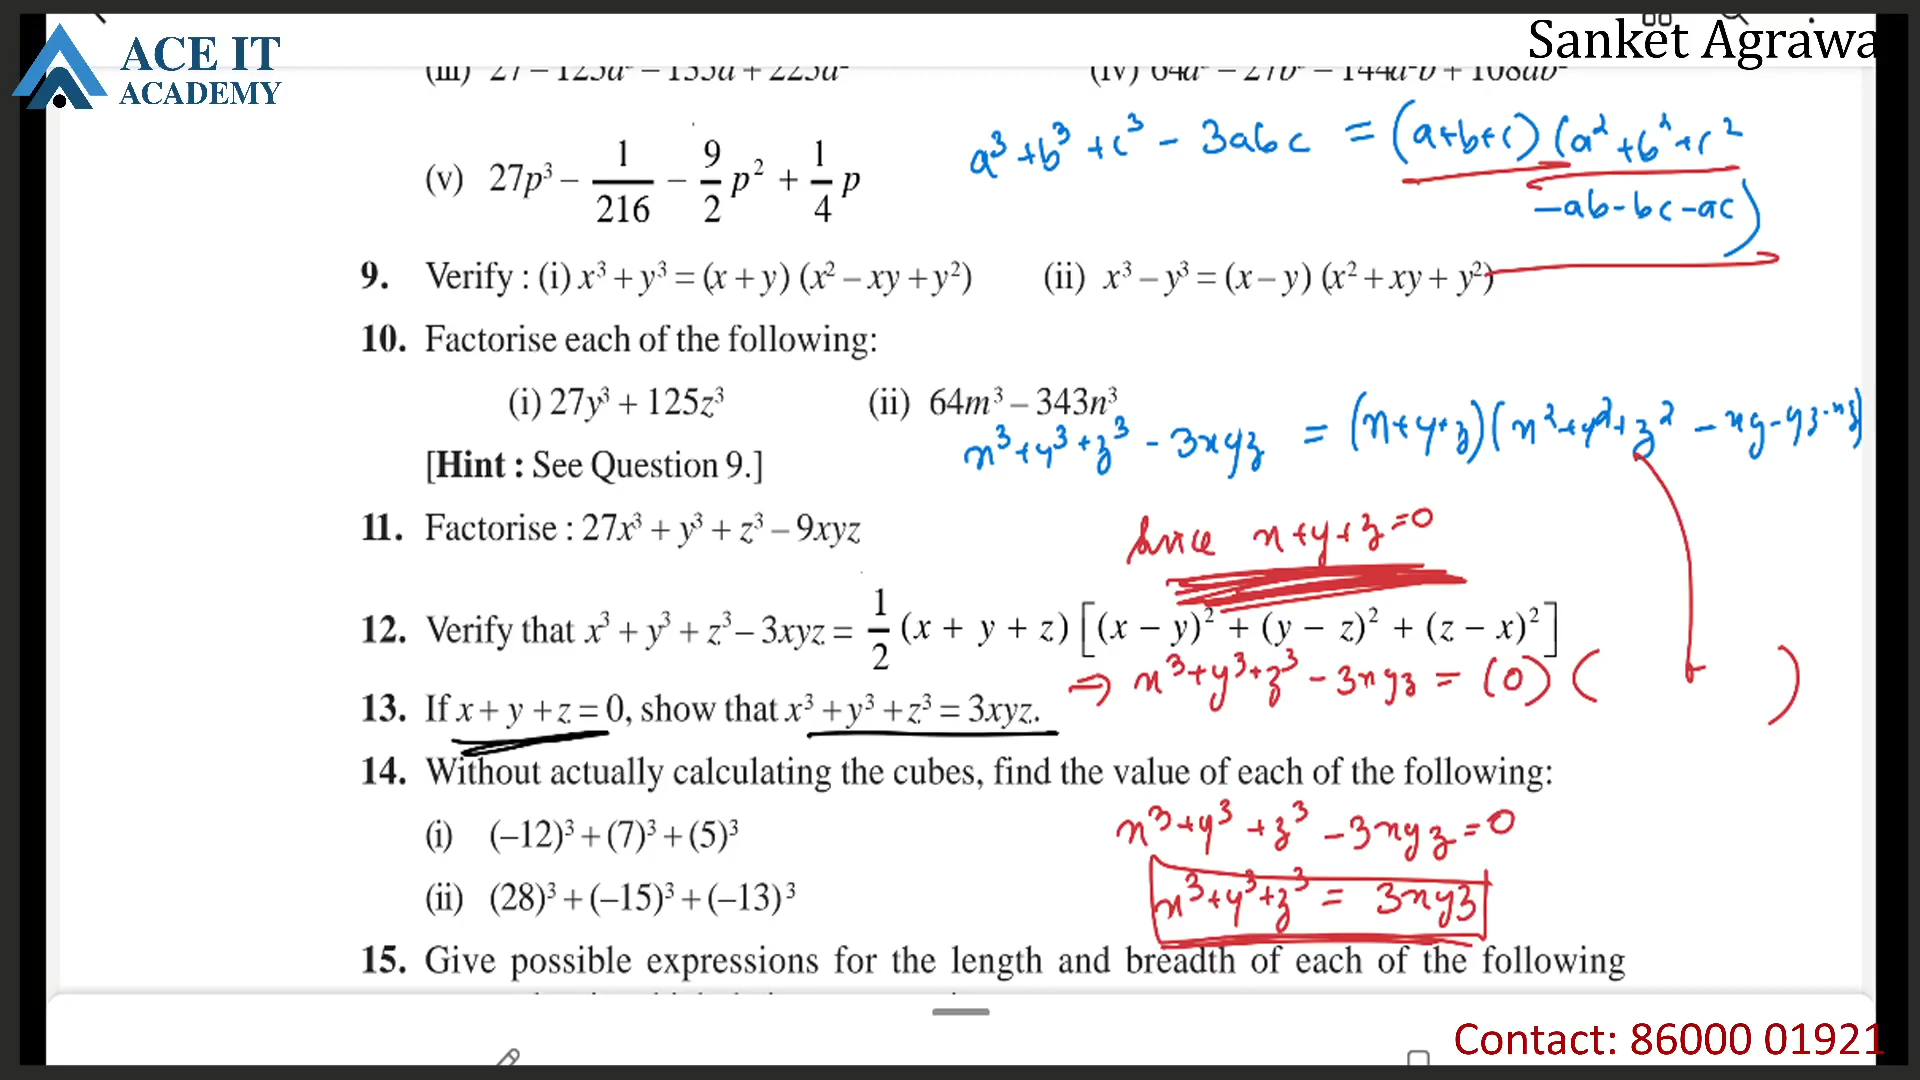 ACE IT
ACADEMY
Sanket Agrawa
(v) 27p³ – 1/216 – 9/2 p² + 1/4 p
a³ + b³ + c³ - 3abc = (a+b+c) (a² + b² + c²
- ab - bc - ac)
9. Verify : (i) x³ + y³ = (x + y) (x² – xy + y²) (ii) x³ – y³ = (x – y) (x² + xy + y²)
10. Factorise each of the following:
(i) 27y³ + 125z³ (ii) 64m³ – 343n³
x³ + y³ + z³ - 3xyz = (x + y + z) (x² + y² + z² - xy - yz - xz)
[Hint : See Question 9.]
11. Factorise : 27x³ + y³ + z³ – 9xyz
Since x + y + z = 0
12. Verify that x³ + y³ + z³ – 3xyz = 1/2 (x + y + z) [(x – y)² + (y – z)² + (z – x)²]
⇒ x³ + y³ + z³ - 3xyz = (0) ( )
13. If x + y + z = 0, show that x³ + y³ + z³ = 3xyz.
14. Without actually calculating the cubes, find the value of each of the following:
x³ + y³ + z³ - 3xyz = 0
(i) (–12)³ + (7)³ + (5)³
(ii) (28)³ + (–15)³ + (–13)³
x³ + y³ + z³ = 3xyz
15. Give possible expressions for the length and breadth of each of the following
Contact: 86000 01921